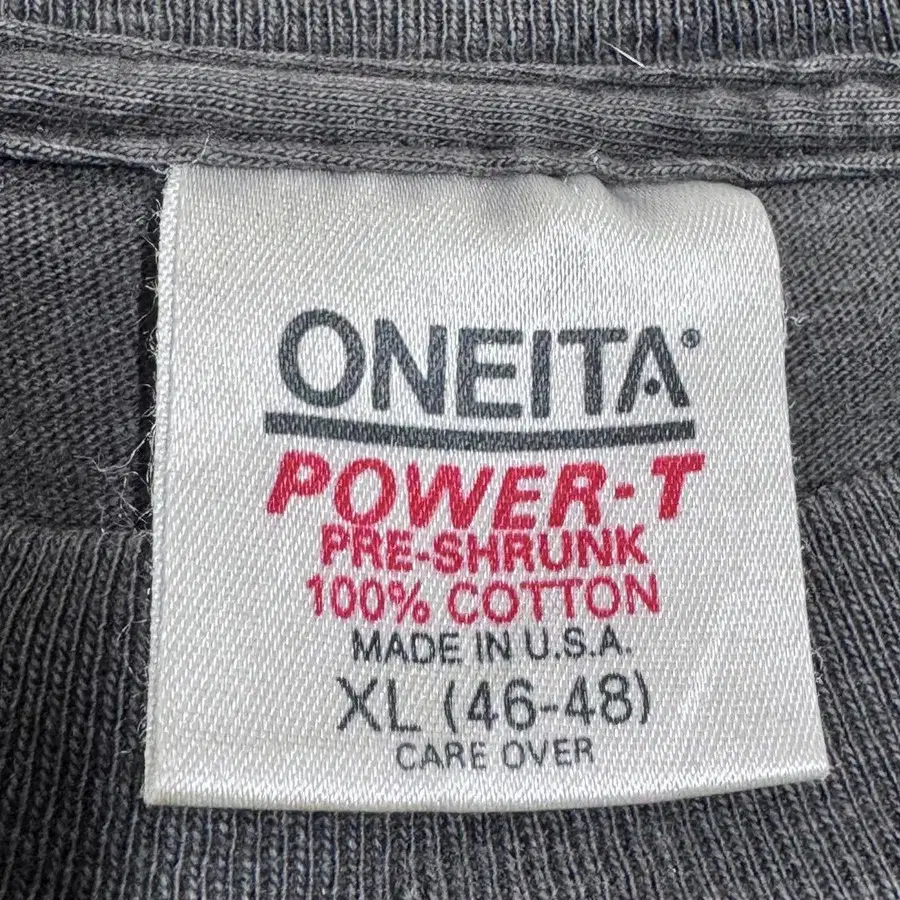 ONEITA®
POWER-T
PRE-SHRUNK
100% COTTON
MADE IN U.S.A.
XL (46-48)
CARE OVER